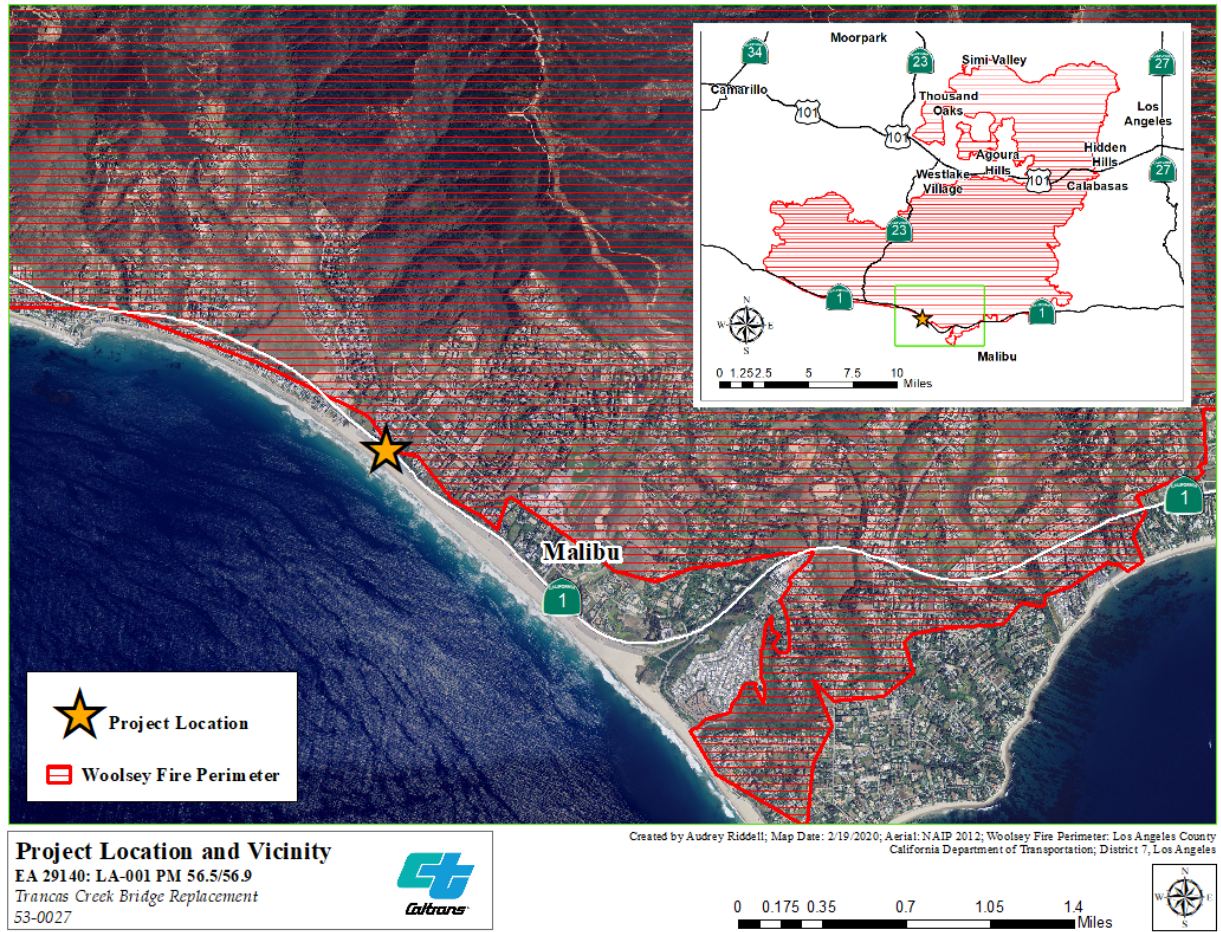 Moorpark
34
23
Simi Valley
27
Camarillo
Thousand
Oaks
101
Los
Angeles
101
Agoura
Hills
Hidden
Hills
27
Westlake
Village
101
Calabasas
23
1
1
N
W
E
S
Malibu
0 1.25 2.5 5 7.5 10
Miles
CALIFORNIA
1
Malibu
CALIFORNIA
1
Project Location
Woolsey Fire Perimeter
Project Location and Vicinity
EA 29140: LA-001 PM 56.5/56.9
Trancas Creek Bridge Replacement
53-0027
Caltrans
Created by Audrey Riddell; Map Date: 2/19/2020; Aerial: NAIP 2012; Woolsey Fire Perimeter: Los Angeles County
California Department of Transportation; District 7, Los Angeles
0 0.175 0.35 0.7 1.05 1.4
Miles
N
W
E
S